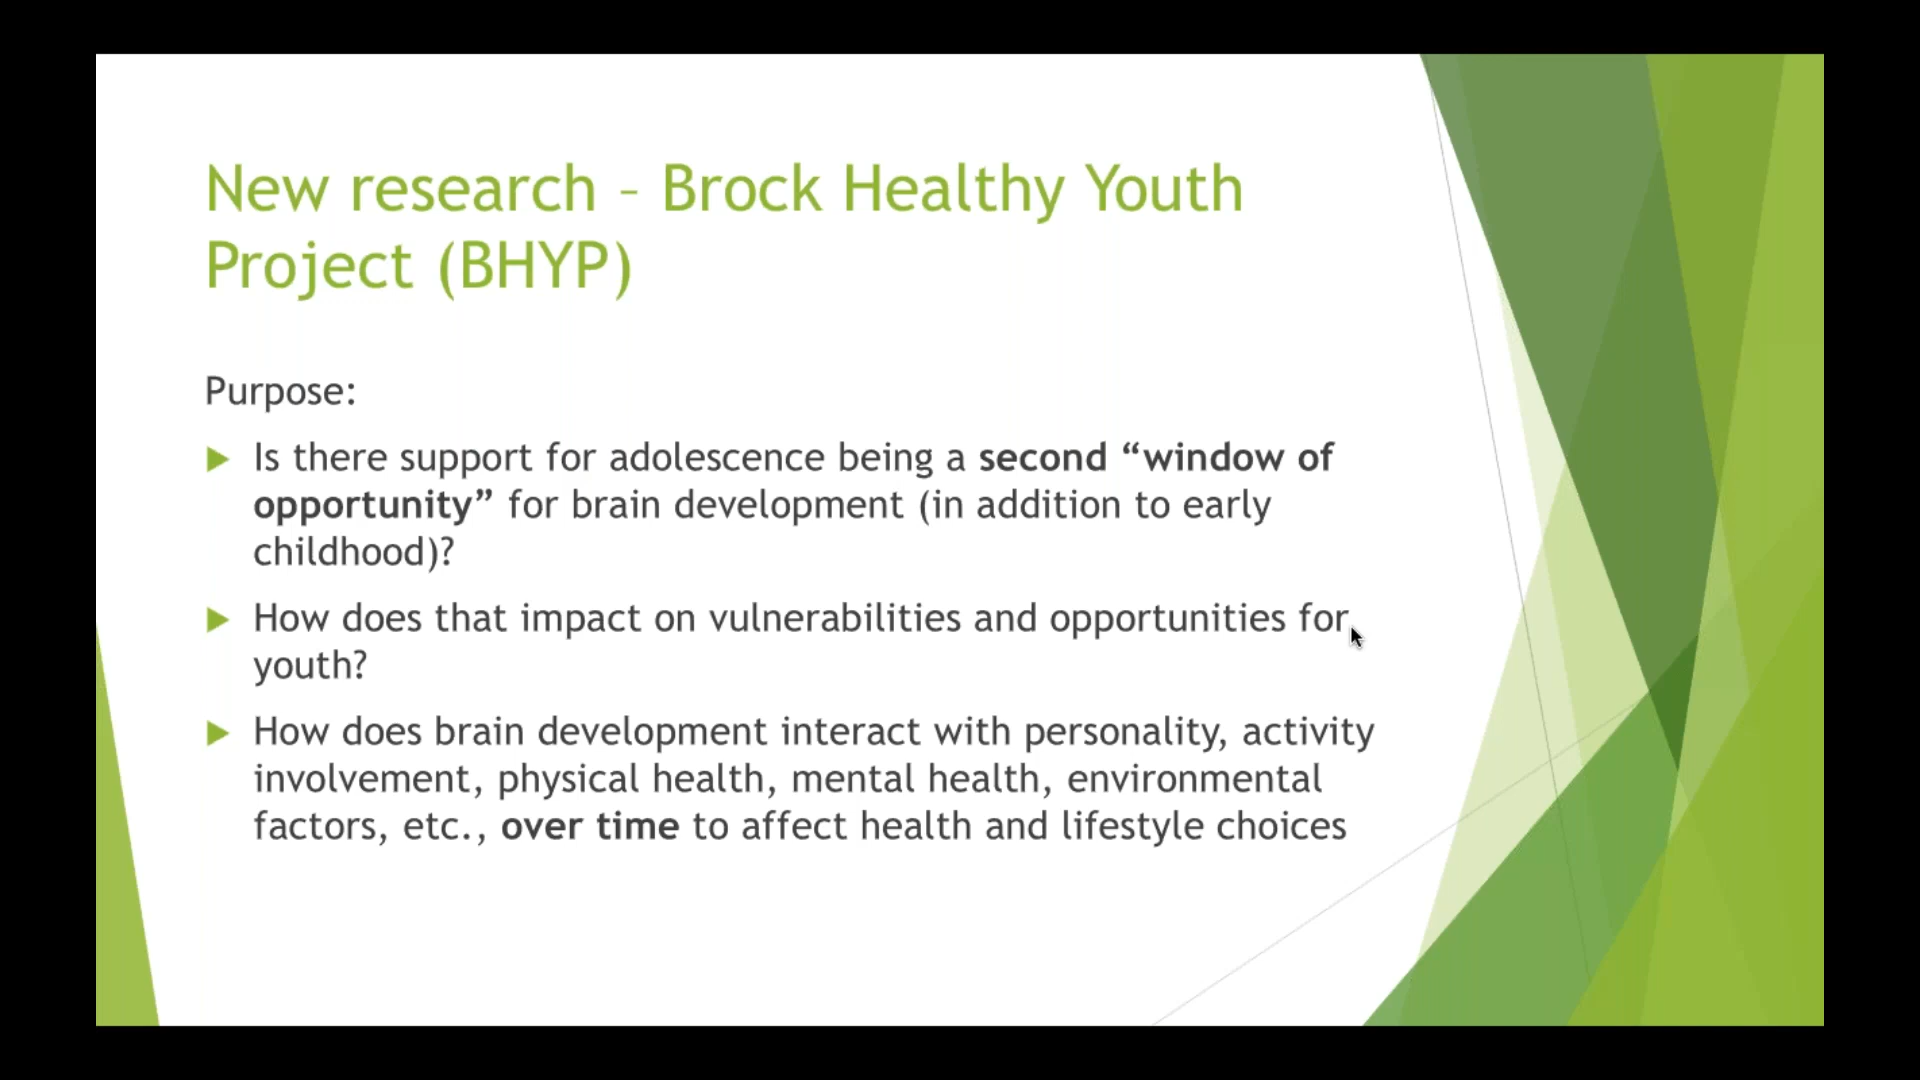 New research – Brock Healthy Youth
Project (BHYP)
Purpose:
Is there support for adolescence being a second “window of
opportunity” for brain development (in addition to early
childhood)?
How does that impact on vulnerabilities and opportunities for
youth?
How does brain development interact with personality, activity
involvement, physical health, mental health, environmental
factors, etc., over time to affect health and lifestyle choices